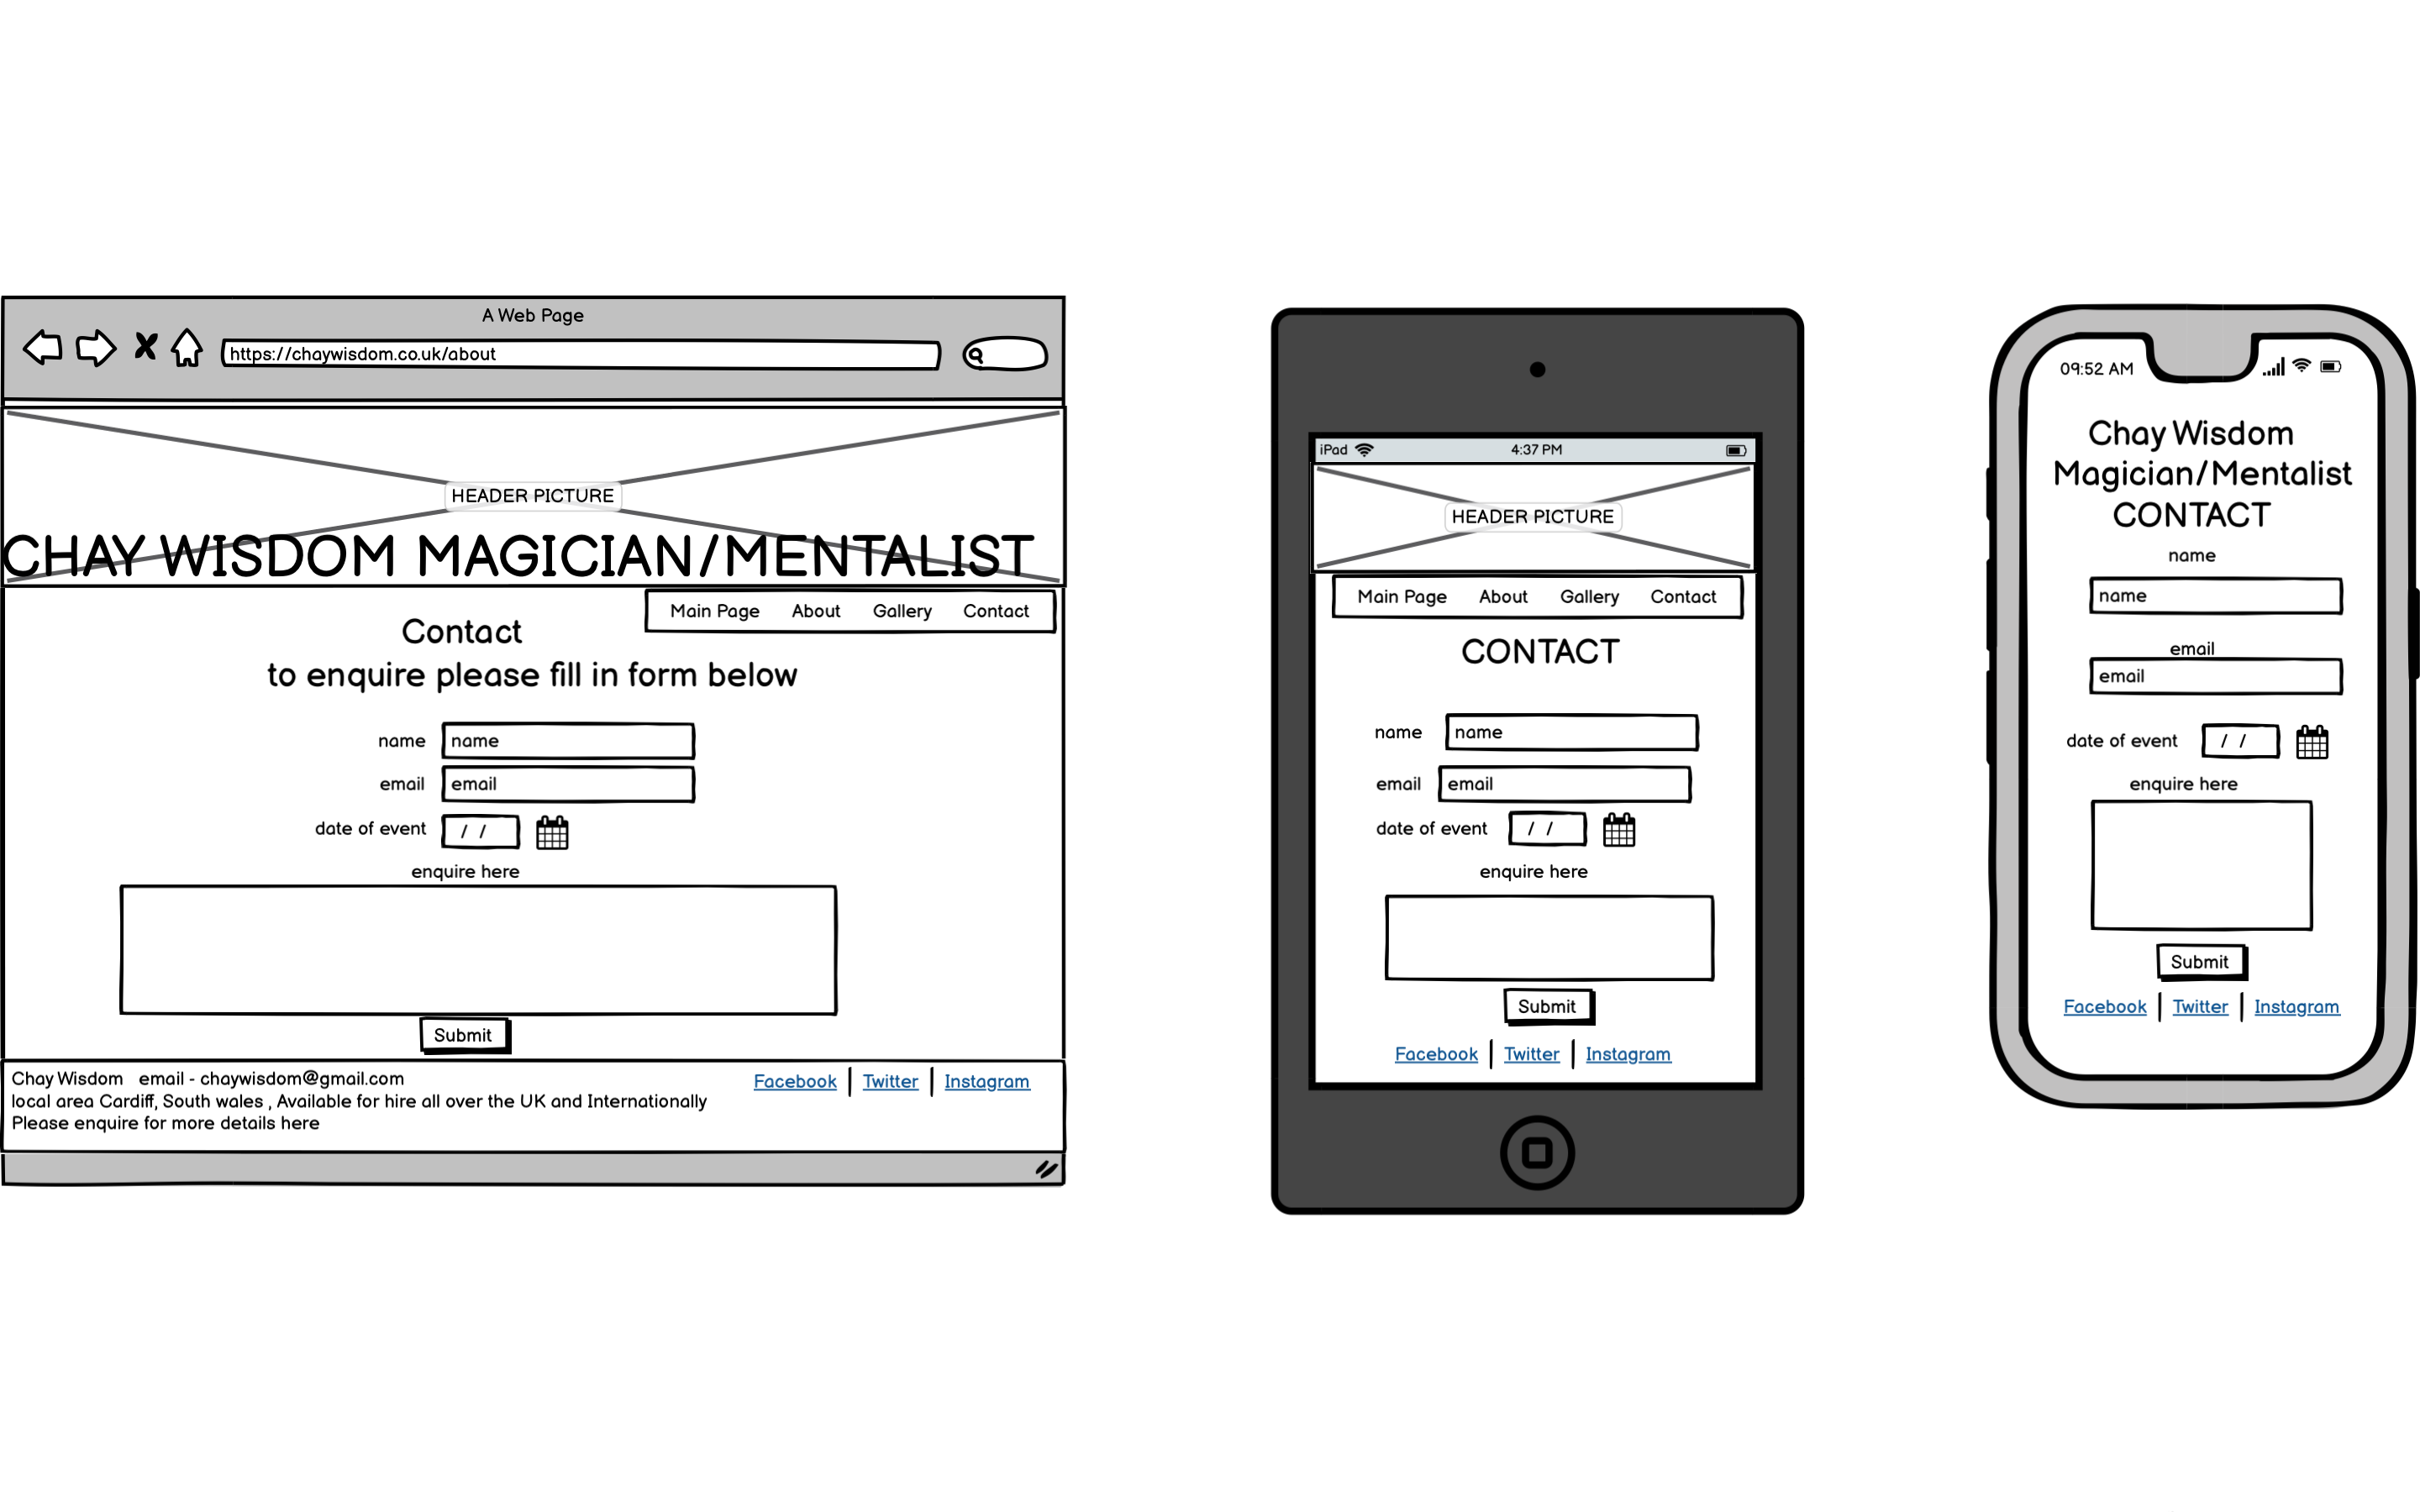 A Web Page
https://chaywisdom.co.uk/about
HEADER PICTURE
CHAY WISDOM MAGICIAN/MENTALIST
Main Page About Gallery Contact
Contact
to enquire please fill in form below
name name
email email
date of event / /
enquire here
Submit
Chay Wisdom email - chaywisdom@gmail.com
local area Cardiff, South wales , Available for hire all over the UK and Internationally
Please enquire for more details here
Facebook Twitter Instagram
iPad 4:37 PM
HEADER PICTURE
Main Page About Gallery Contact
CONTACT
name name
email email
date of event / /
enquire here
Submit
Facebook Twitter Instagram
09:52 AM
Chay Wisdom
Magician/Mentalist
CONTACT
name
name
email
email
date of event / /
enquire here
Submit
Facebook Twitter Instagram